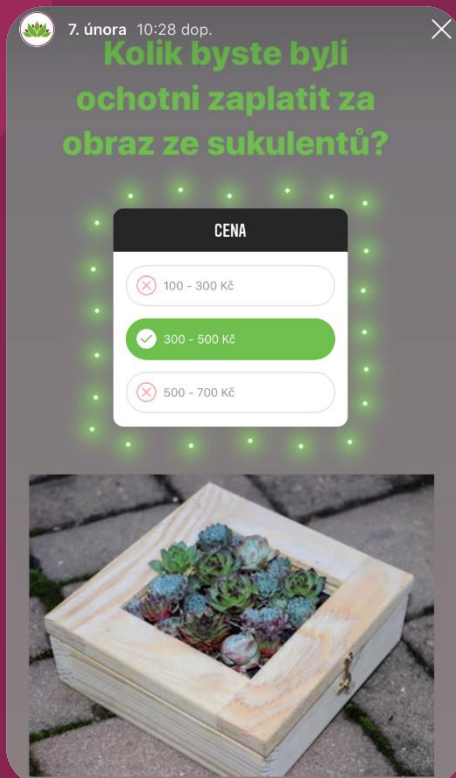 7. února 10:28 dop.
Kolik byste byli
ochotni zaplatit za
obraz ze sukulentů?
CENA
100 - 300 Kč
300 - 500 Kč
500 - 700 Kč